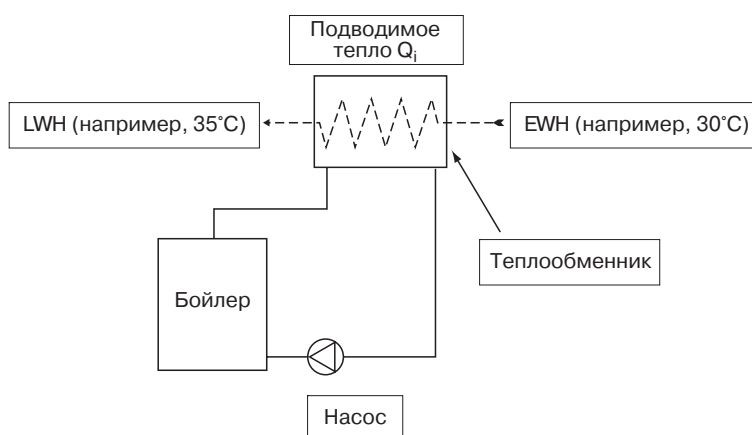 Подводимое
тепло Qi
LWH (например, 35°C)
EWH (например, 30°C)
Теплообменник
Бойлер
Насос